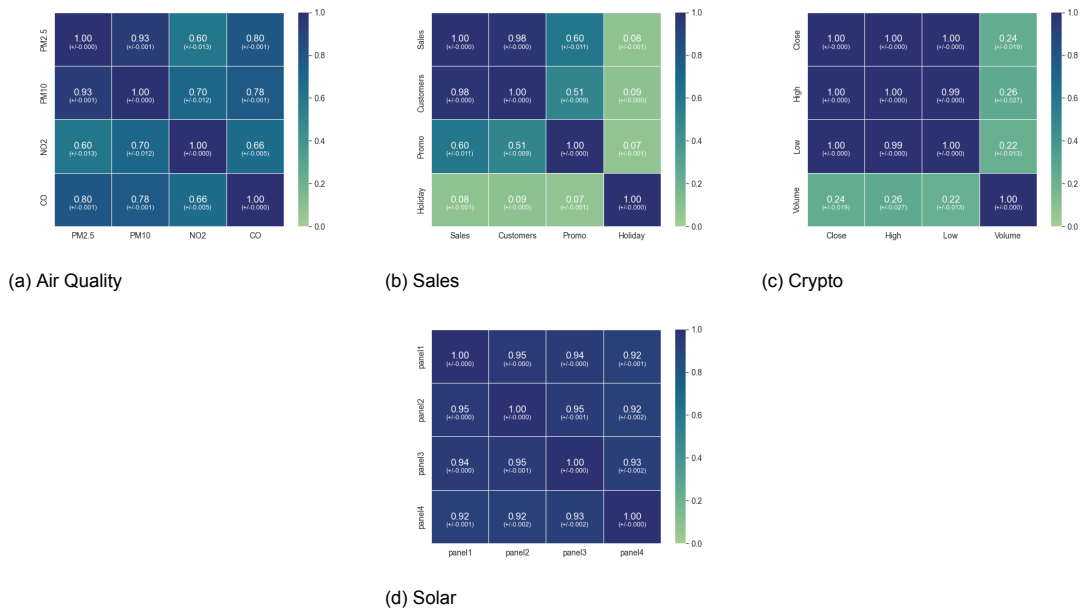 1.0
PM2.5 1.00 0.93 0.60 0.80
(+/-0.000) (+/-0.001) (+/-0.013) (+/-0.001)
0.8
PM10 0.93 1.00 0.70 0.78
(+/-0.001) (+/-0.000) (+/-0.012) (+/-0.001)
0.6
0.4
NO2 0.60 0.70 1.00 0.66
(+/-0.013) (+/-0.012) (+/-0.000) (+/-0.005)
0.2
CO 0.80 0.78 0.66 1.00
(+/-0.001) (+/-0.001) (+/-0.005) (+/-0.000)
0.0
PM2.5 PM10 NO2 CO
(a) Air Quality
1.0
Sales 1.00 0.98 0.60 0.08
(+/-0.000) (+/-0.000) (+/-0.011) (+/-0.001)
0.8
Customers 0.98 1.00 0.51 0.09
(+/-0.000) (+/-0.000) (+/-0.009) (+/-0.000)
0.6
0.4
Promo 0.60 0.51 1.00 0.07
(+/-0.011) (+/-0.009) (+/-0.000) (+/-0.001)
0.2
Holiday 0.08 0.09 0.07 1.00
(+/-0.001) (+/-0.000) (+/-0.001) (+/-0.000)
0.0
Sales Customers Promo Holiday
(b) Sales
1.0
Close 1.00 1.00 1.00 0.24
(+/-0.000) (+/-0.000) (+/-0.000) (+/-0.019)
0.8
High 1.00 1.00 0.99 0.26
(+/-0.000) (+/-0.000) (+/-0.000) (+/-0.027)
0.6
0.4
Low 1.00 0.99 1.00 0.22
(+/-0.000) (+/-0.000) (+/-0.000) (+/-0.013)
0.2
Volume 0.24 0.26 0.22 1.00
(+/-0.019) (+/-0.027) (+/-0.013) (+/-0.000)
0.0
Close High Low Volume
(c) Crypto
1.0
panel1 1.00 0.95 0.94 0.92
(+/-0.000) (+/-0.000) (+/-0.000) (+/-0.001)
0.8
panel2 0.95 1.00 0.95 0.92
(+/-0.000) (+/-0.000) (+/-0.001) (+/-0.002)
0.6
0.4
panel3 0.94 0.95 1.00 0.93
(+/-0.000) (+/-0.001) (+/-0.000) (+/-0.002)
0.2
panel4 0.92 0.92 0.93 1.00
(+/-0.001) (+/-0.002) (+/-0.002) (+/-0.000)
0.0
panel1 panel2 panel3 panel4
(d) Solar